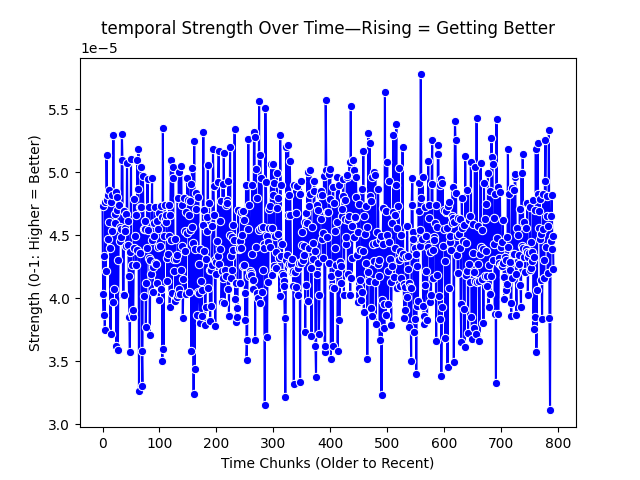 temporal Strength Over Time—Rising = Getting Better
1e−5
5.5
5.0
4.5
4.0
3.5
3.0
Strength (0-1: Higher = Better)
0 100 200 300 400 500 600 700 800
Time Chunks (Older to Recent)